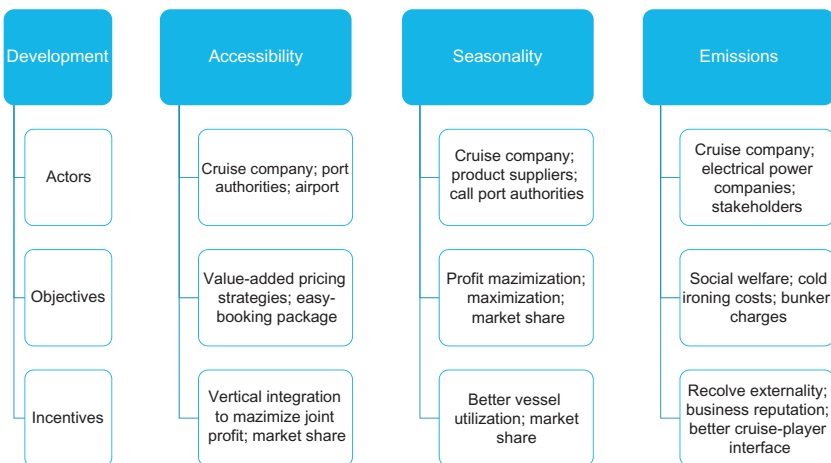 Development
Accessibility
Seasonality
Emissions
Actors
Cruise company; port
authorities; airport
Cruise company;
product suppliers;
call port authorities
Cruise company;
electrical power
companies;
stakeholders
Objectives
Value-added pricing
strategies; easy-
booking package
Profit mazimization;
maximization;
market share
Social welfare; cold
ironing costs; bunker
charges
Incentives
Vertical integration
to mazimize joint
profit; market share
Better vessel
utilization; market
share
Recolve externality;
business reputation;
better cruise-player
interface